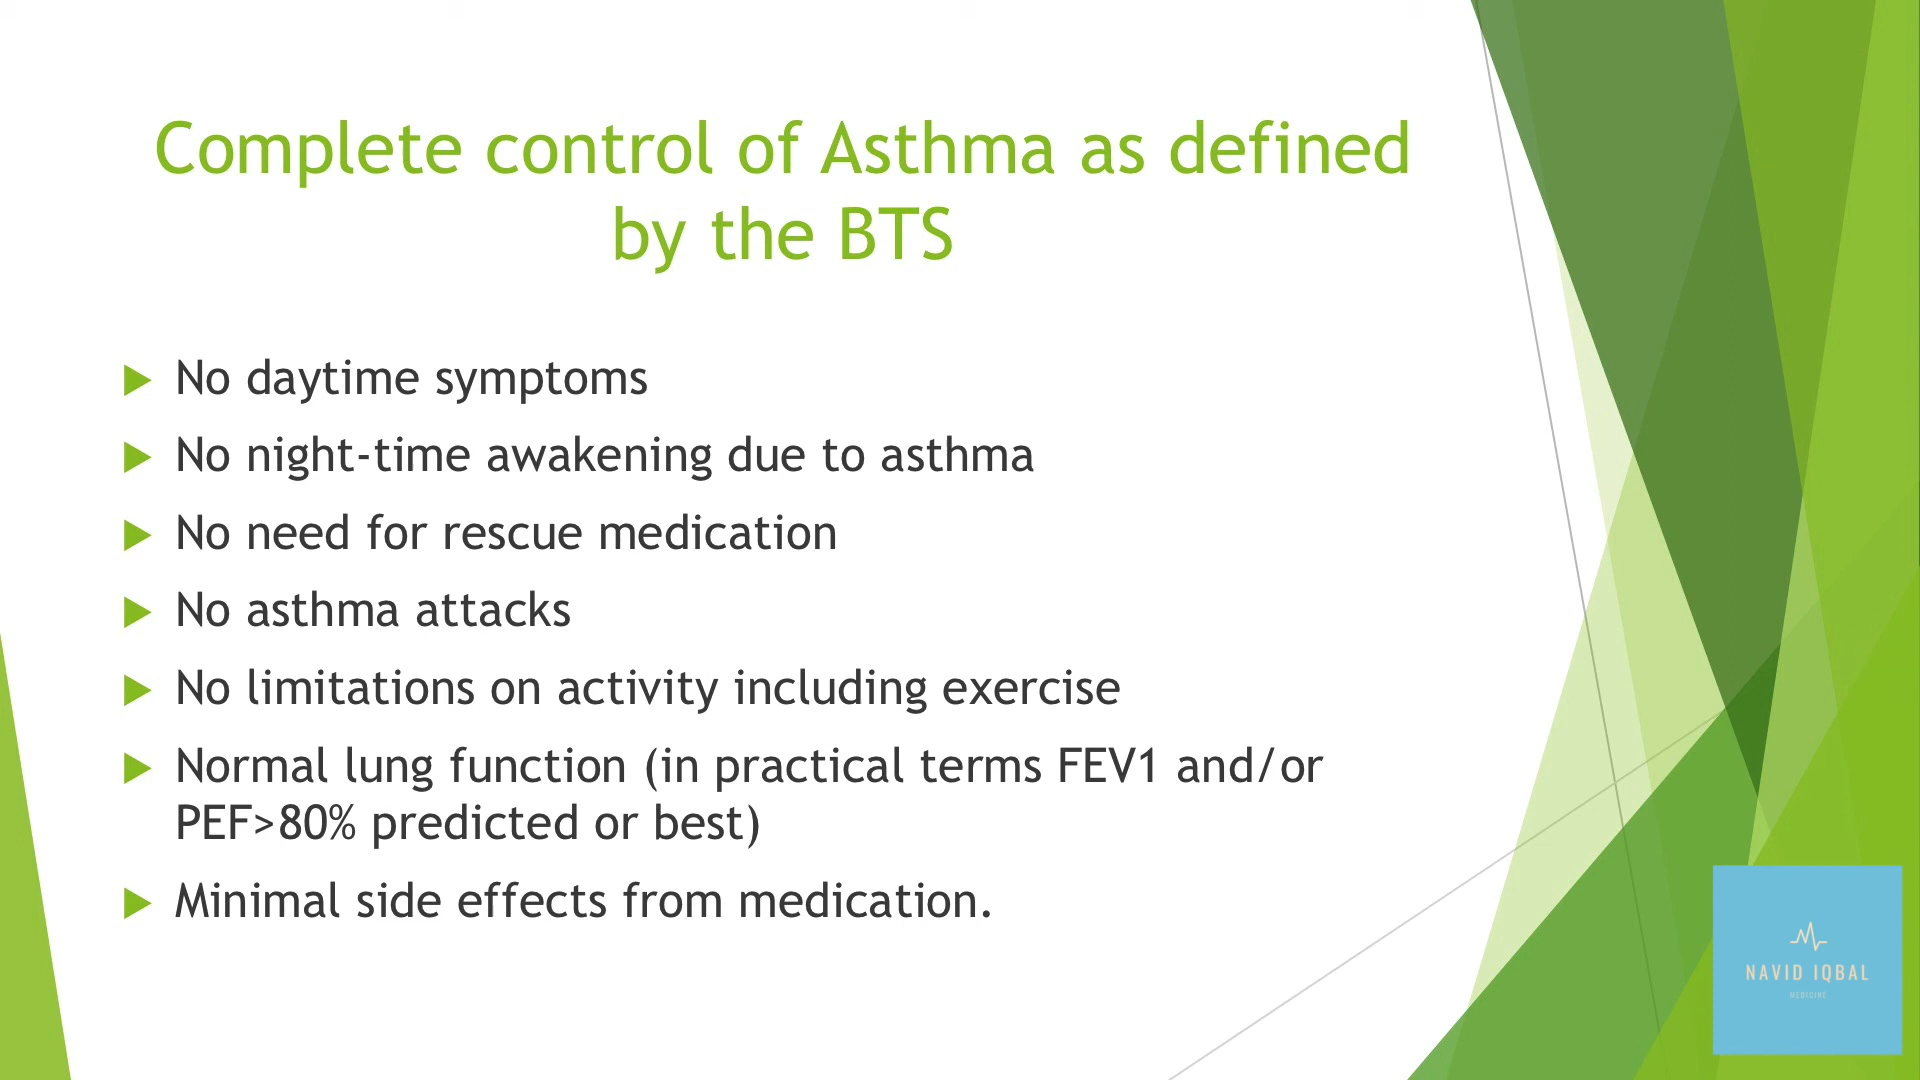 Complete control of Asthma as defined
by the BTS
No daytime symptoms
No night-time awakening due to asthma
No need for rescue medication
No asthma attacks
No limitations on activity including exercise
Normal lung function (in practical terms FEV1 and/or
PEF>80% predicted or best)
Minimal side effects from medication.
NAVID IQBAL
MEDICINE